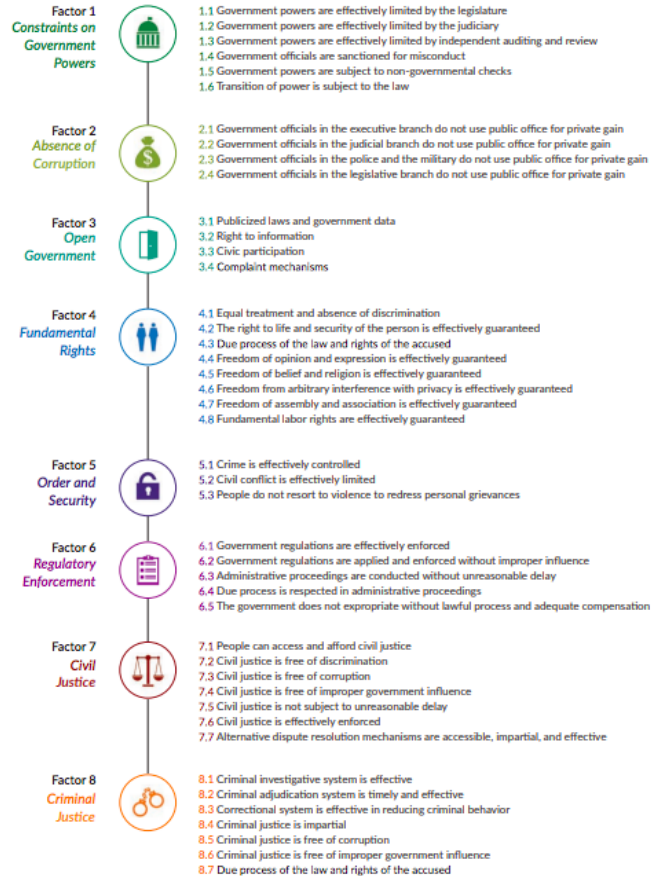 Factor 1
Constraints on
Government
Powers
1.1 Government powers are effectively limited by the legislature
1.2 Government powers are effectively limited by the judiciary
1.3 Government powers are effectively limited by independent auditing and review
1.4 Government officials are sanctioned for misconduct
1.5 Government powers are subject to non-governmental checks
1.6 Transition of power is subject to the law
Factor 2
Absence of
Corruption
2.1 Government officials in the executive branch do not use public office for private gain
2.2 Government officials in the judicial branch do not use public office for private gain
2.3 Government officials in the police and the military do not use public office for private gain
2.4 Government officials in the legislative branch do not use public office for private gain
Factor 3
Open
Government
3.1 Publicized laws and government data
3.2 Right to information
3.3 Civic participation
3.4 Complaint mechanisms
Factor 4
Fundamental
Rights
4.1 Equal treatment and absence of discrimination
4.2 The right to life and security of the person is effectively guaranteed
4.3 Due process of the law and rights of the accused
4.4 Freedom of opinion and expression is effectively guaranteed
4.5 Freedom of belief and religion is effectively guaranteed
4.6 Freedom from arbitrary interference with privacy is effectively guaranteed
4.7 Freedom of assembly and association is effectively guaranteed
4.8 Fundamental labor rights are effectively guaranteed
Factor 5
Order and
Security
5.1 Crime is effectively controlled
5.2 Civil conflict is effectively limited
5.3 People do not resort to violence to redress personal grievances
Factor 6
Regulatory
Enforcement
6.1 Government regulations are effectively enforced
6.2 Government regulations are applied and enforced without improper influence
6.3 Administrative proceedings are conducted without unreasonable delay
6.4 Due process is respected in administrative proceedings
6.5 The government does not expropriate without lawful process and adequate compensation
Factor 7
Civil
Justice
7.1 People can access and afford civil justice
7.2 Civil justice is free of discrimination
7.3 Civil justice is free of corruption
7.4 Civil justice is free of improper government influence
7.5 Civil justice is not subject to unreasonable delay
7.6 Civil justice is effectively enforced
7.7 Alternative dispute resolution mechanisms are accessible, impartial, and effective
Factor 8
Criminal
Justice
8.1 Criminal investigative system is effective
8.2 Criminal adjudication system is timely and effective
8.3 Correctional system is effective in reducing criminal behavior
8.4 Criminal justice is impartial
8.5 Criminal justice is free of corruption
8.6 Criminal justice is free of improper government influence
8.7 Due process of the law and rights of the accused